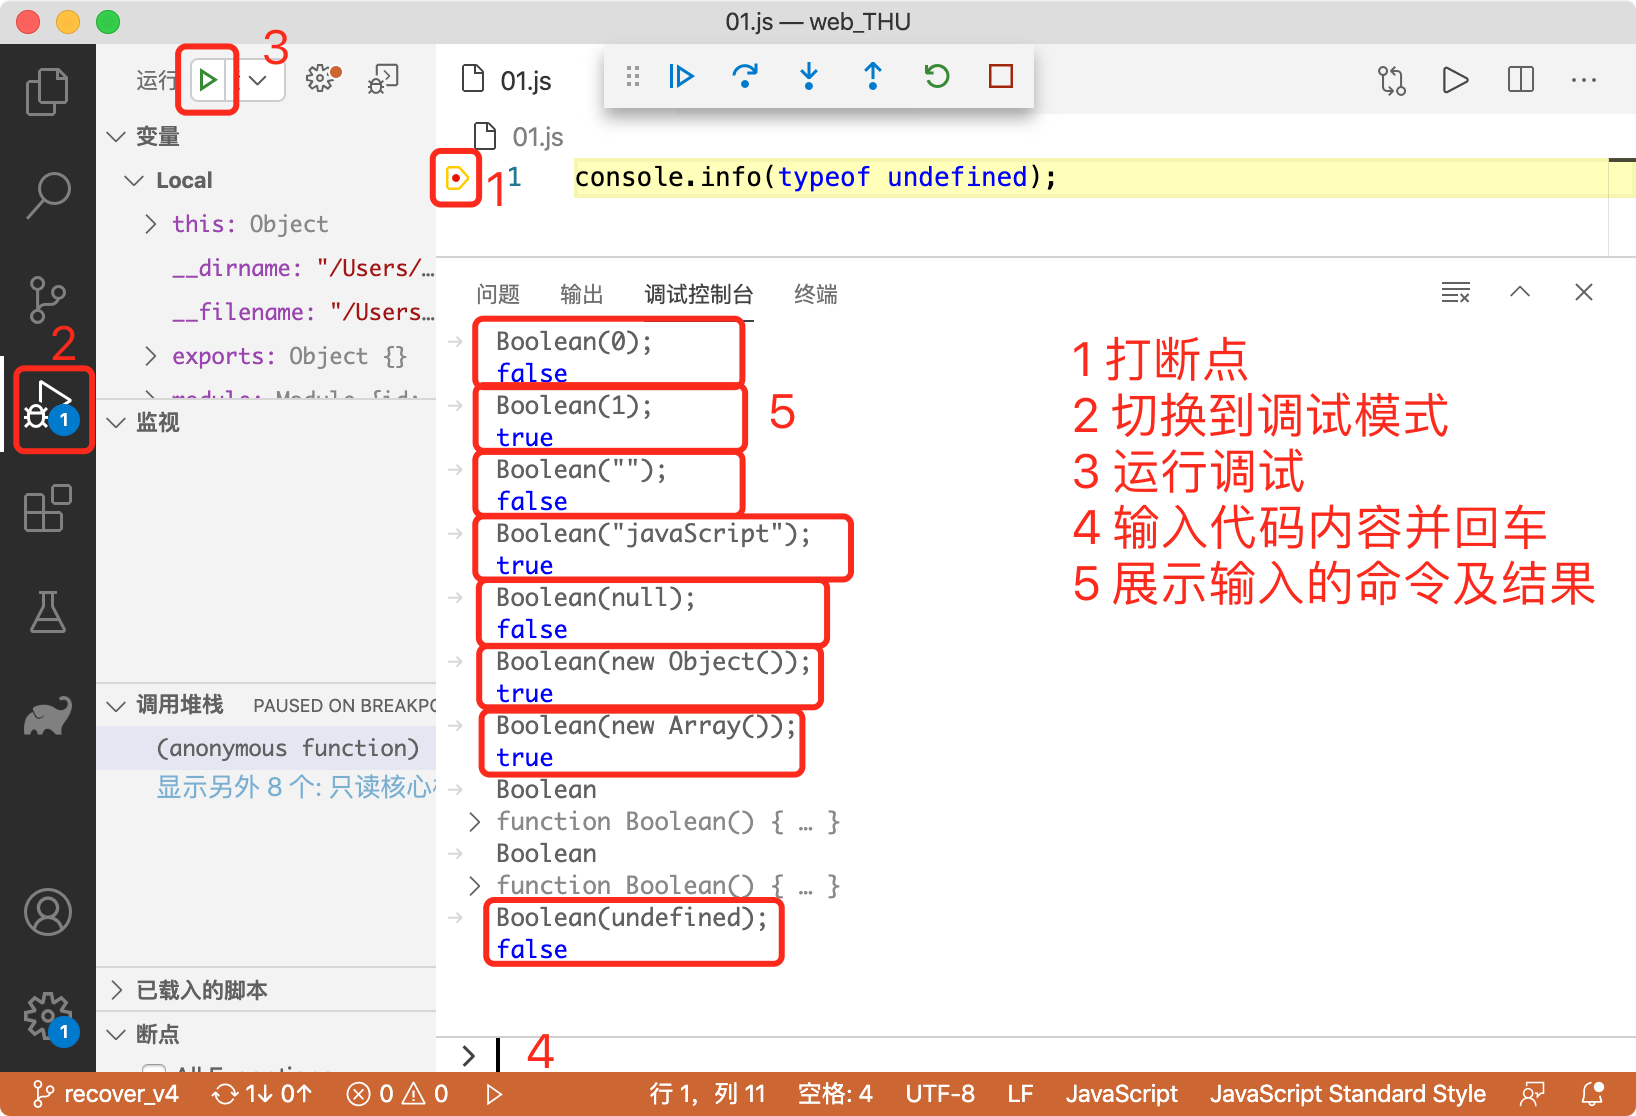 01.js — web_THU
运行
3
01.js
01.js
变量
Local
this: Object
__dirname: "/Users/…
__filename: "/Users…
exports: Object {}
1
1
console.info(typeof undefined);
2
1
监视
调用堆栈 PAUSED ON BREAKPO
(anonymous function)
显示另外 8 个: 只读核心
已载入的脚本
断点
1
问题 输出 调试控制台 终端
Boolean(0);
false
Boolean(1);
true
5
Boolean("");
false
Boolean("javaScript");
true
Boolean(null);
false
Boolean(new Object());
true
Boolean(new Array());
true
Boolean
function Boolean() { … }
Boolean
function Boolean() { … }
Boolean(undefined);
false
1 打断点
2 切换到调试模式
3 运行调试
4 输入代码内容并回车
5 展示输入的命令及结果
4
recover_v4 1↓ 0↑ 0 0 行 1，列 11 空格: 4 UTF-8 LF JavaScript JavaScript Standard Style